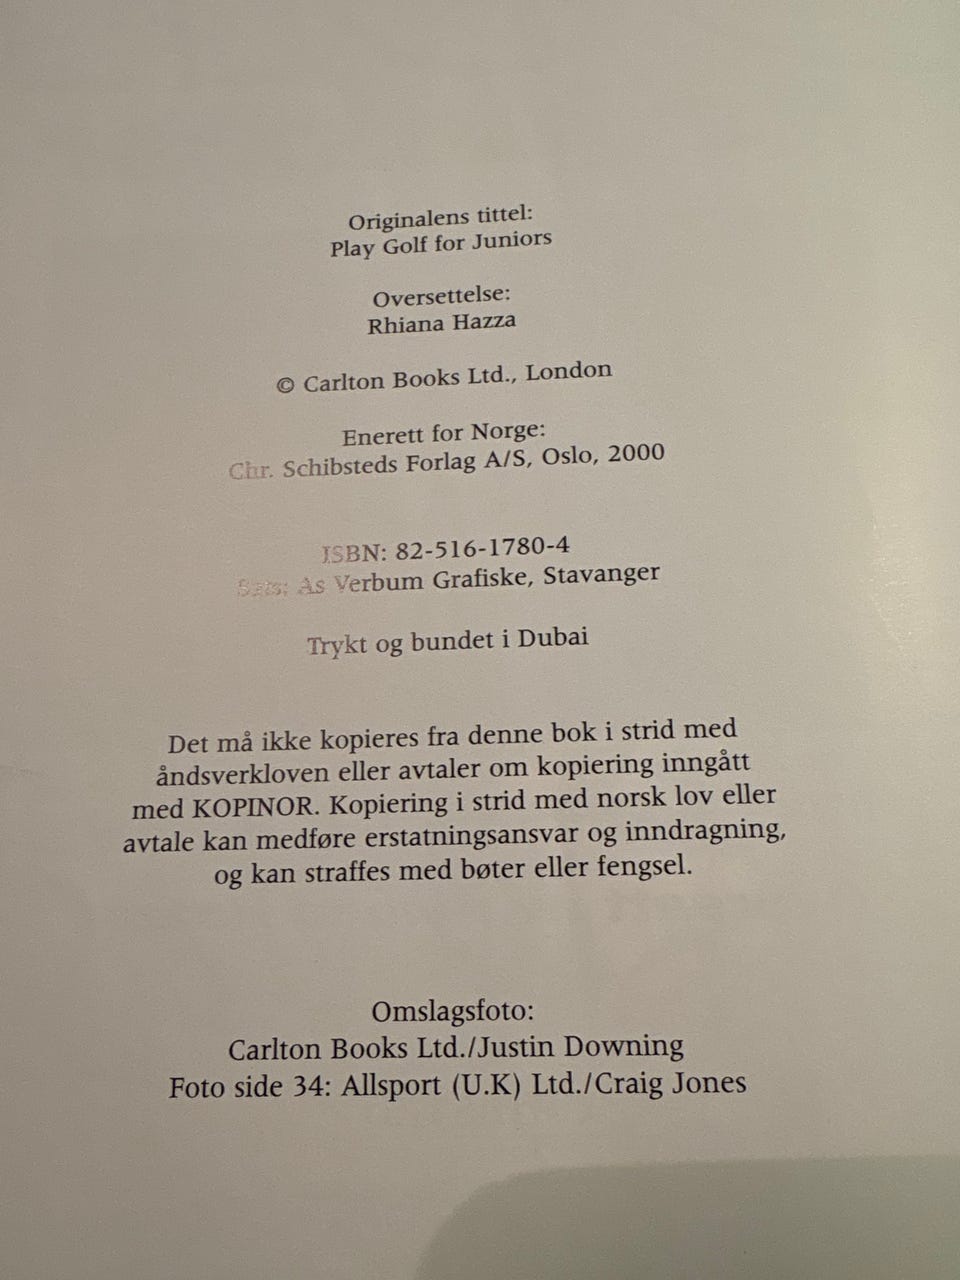 Originalens tittel:
Play Golf for Juniors
Oversettelse:
Rhiana Hazza
© Carlton Books Ltd., London
Enerett for Norge:
Chr. Schibsteds Forlag A/S, Oslo, 2000
ISBN: 82-516-1780-4
Sats: As Verbum Grafiske, Stavanger
Trykt og bundet i Dubai
Det må ikke kopieres fra denne bok i strid med
åndsverkloven eller avtaler om kopiering inngått
med KOPINOR. Kopiering i strid med norsk lov eller
avtale kan medføre erstatningsansvar og inndragning,
og kan straffes med bøter eller fengsel.
Omslagsfoto:
Carlton Books Ltd./Justin Downing
Foto side 34: Allsport (U.K) Ltd./Craig Jones